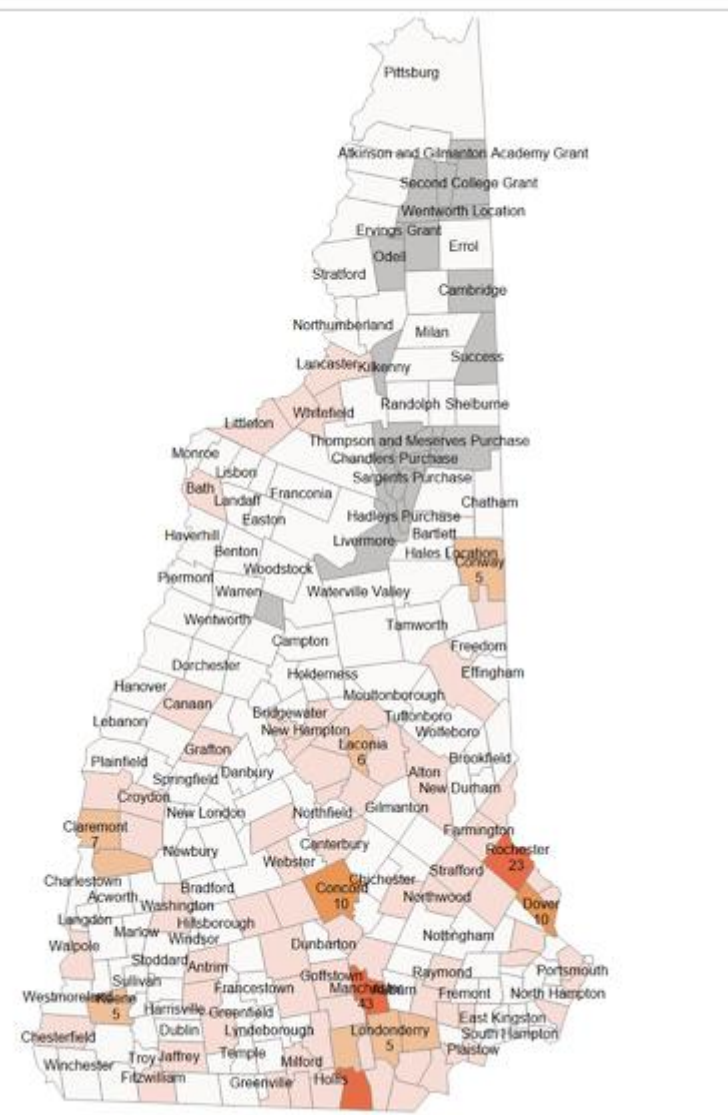 Pittsburg
Atkinson and Gilmanton Academy Grant
Second College Grant
Wentworth Location
Ervings Grant
Errol
Odell
Stratford
Cambridge
Northumberland
Milan
Success
Lancaster
Kilkenny
Randolph
Shelburne
Whitefield
Littleton
Thompson and Meserves Purchase
Monroe
Chandlers Purchase
Lisbon
Sargents Purchase
Bath
Landaff
Franconia
Chatham
Easton
Hadleys Purchase
Haverhill
Livermore
Bartlett
Benton
Hales Location
Conway
5
Woodstock
Piermont
Warren
Waterville Valley
Wentworth
Tamworth
Campton
Freedom
Dorchester
Holderness
Effingham
Hanover
Moultonborough
Canaan
Bridgewater
Tuftonboro
Lebanon
New Hampton
Wolfeboro
Laconia
6
Grafton
Plainfield
Brookfield
Springfield
Danbury
Alton
New Durham
Croydon
New London
Northfield
Gilmanton
Claremont
7
Farmington
Canterbury
Rochester
23
Newbury
Webster
Strafford
Charlestown
Bradford
Concord
10
Chichester
Acworth
Washington
Northwood
Dover
10
Langdon
Hillsborough
Marlow
Windsor
Nottingham
Walpole
Dunbarton
Stoddard
Antrim
Goffstown
Raymond
Portsmouth
Sullivan
Francestown
Manchester
43
Auburn
Westmoreland
Keene
5
Fremont
North Hampton
Harrisville
Greenfield
East Kingston
Chesterfield
Dublin
Lyndeborough
Londonderry
5
South Hampton
Plaistow
Winchester
Troy
Jaffrey
Temple
Milford
Fitzwilliam
Greenville
Hollis